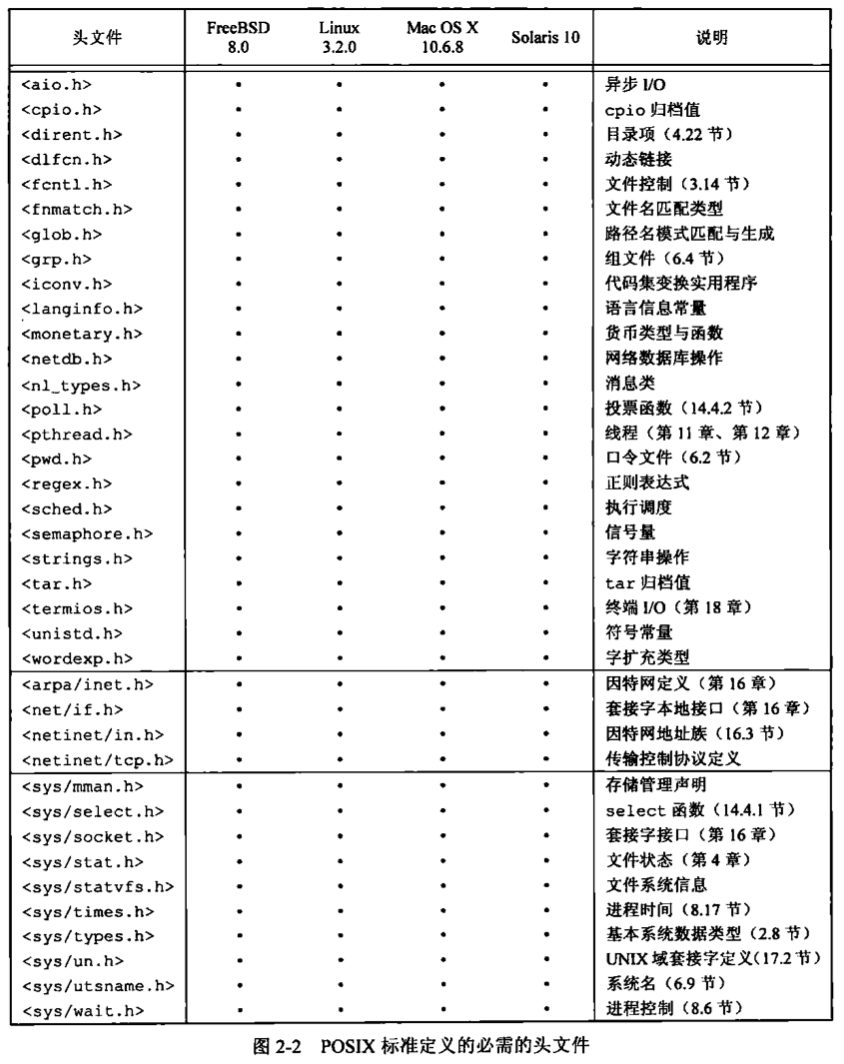 头文件 FreeBSD 8.0 Linux 3.2.0 Mac OS X 10.6.8 Solaris 10 说明
<aio.h> • • • • 异步 I/O
<cpio.h> • • • • cpio 归档值
<dirent.h> • • • • 目录项（4.22 节）
<dlfcn.h> • • • • 动态链接
<fcntl.h> • • • • 文件控制（3.14 节）
<fnmatch.h> • • • • 文件名匹配类型
<glob.h> • • • • 路径名模式匹配与生成
<grp.h> • • • • 组文件（6.4 节）
<iconv.h> • • • • 代码集变换实用程序
<langinfo.h> • • • • 语言信息常量
<monetary.h> • • • • 货币类型与函数
<netdb.h> • • • • 网络数据库操作
<nl_types.h> • • • • 消息类
<poll.h> • • • • 投票函数（14.4.2 节）
<pthread.h> • • • • 线程（第 11 章、第 12 章）
<pwd.h> • • • • 口令文件（6.2 节）
<regex.h> • • • • 正则表达式
<sched.h> • • • • 执行调度
<semaphore.h> • • • • 信号量
<strings.h> • • • • 字符串操作
<tar.h> • • • • tar 归档值
<termios.h> • • • • 终端 I/O（第 18 章）
<unistd.h> • • • • 符号常量
<wordexp.h> • • • • 字扩充类型
<arpa/inet.h> • • • • 因特网定义（第 16 章）
<net/if.h> • • • • 套接字本地接口（第 16 章）
<netinet/in.h> • • • • 因特网地址族（16.3 节）
<netinet/tcp.h> • • • • 传输控制协议定义
<sys/mman.h> • • • • 存储管理声明
<sys/select.h> • • • • select 函数（14.4.1 节）
<sys/socket.h> • • • • 套接字接口（第 16 章）
<sys/stat.h> • • • • 文件状态（第 4 章）
<sys/statvfs.h> • • • • 文件系统信息
<sys/times.h> • • • • 进程时间（8.17 节）
<sys/types.h> • • • • 基本系统数据类型（2.8 节）
<sys/un.h> • • • • UNIX 域套接字定义（17.2 节）
<sys/utsname.h> • • • • 系统名（6.9 节）
<sys/wait.h> • • • • 进程控制（8.6 节）
图 2-2 POSIX 标准定义的必需的头文件